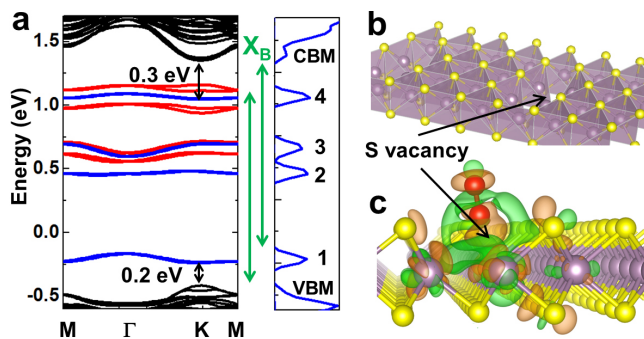 a
Energy (eV)
1.5
1.0
0.5
0.0
-0.5
0.3 eV
0.2 eV
M Γ K M
X_B
CBM
4
3
2
1
VBM
b
S vacancy
c